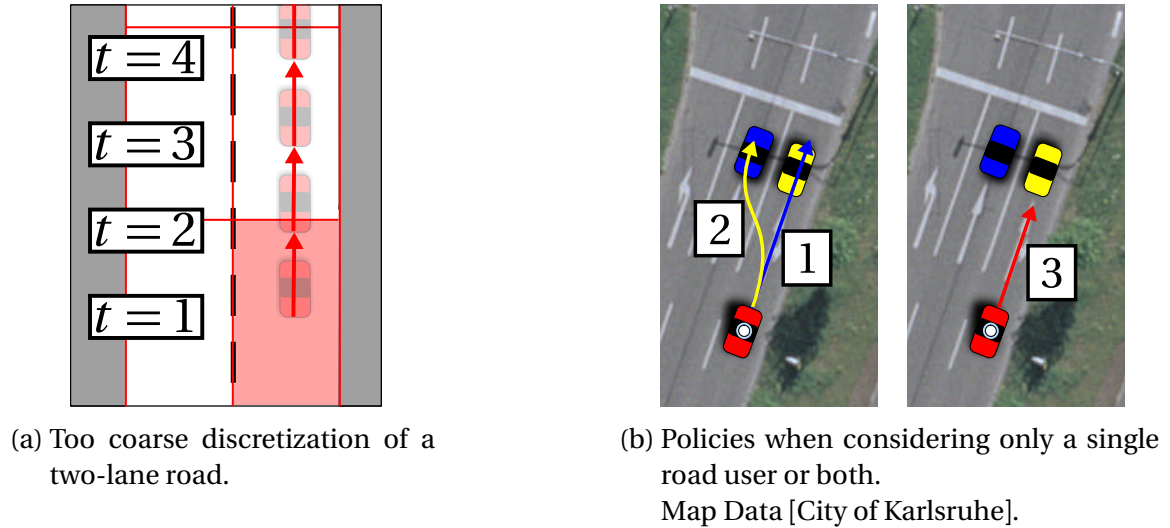 t = 4
t = 3
t = 2
t = 1
(a) Too coarse discretization of a
two-lane road.
2
1
3
(b) Policies when considering only a single
road user or both.
Map Data [City of Karlsruhe].